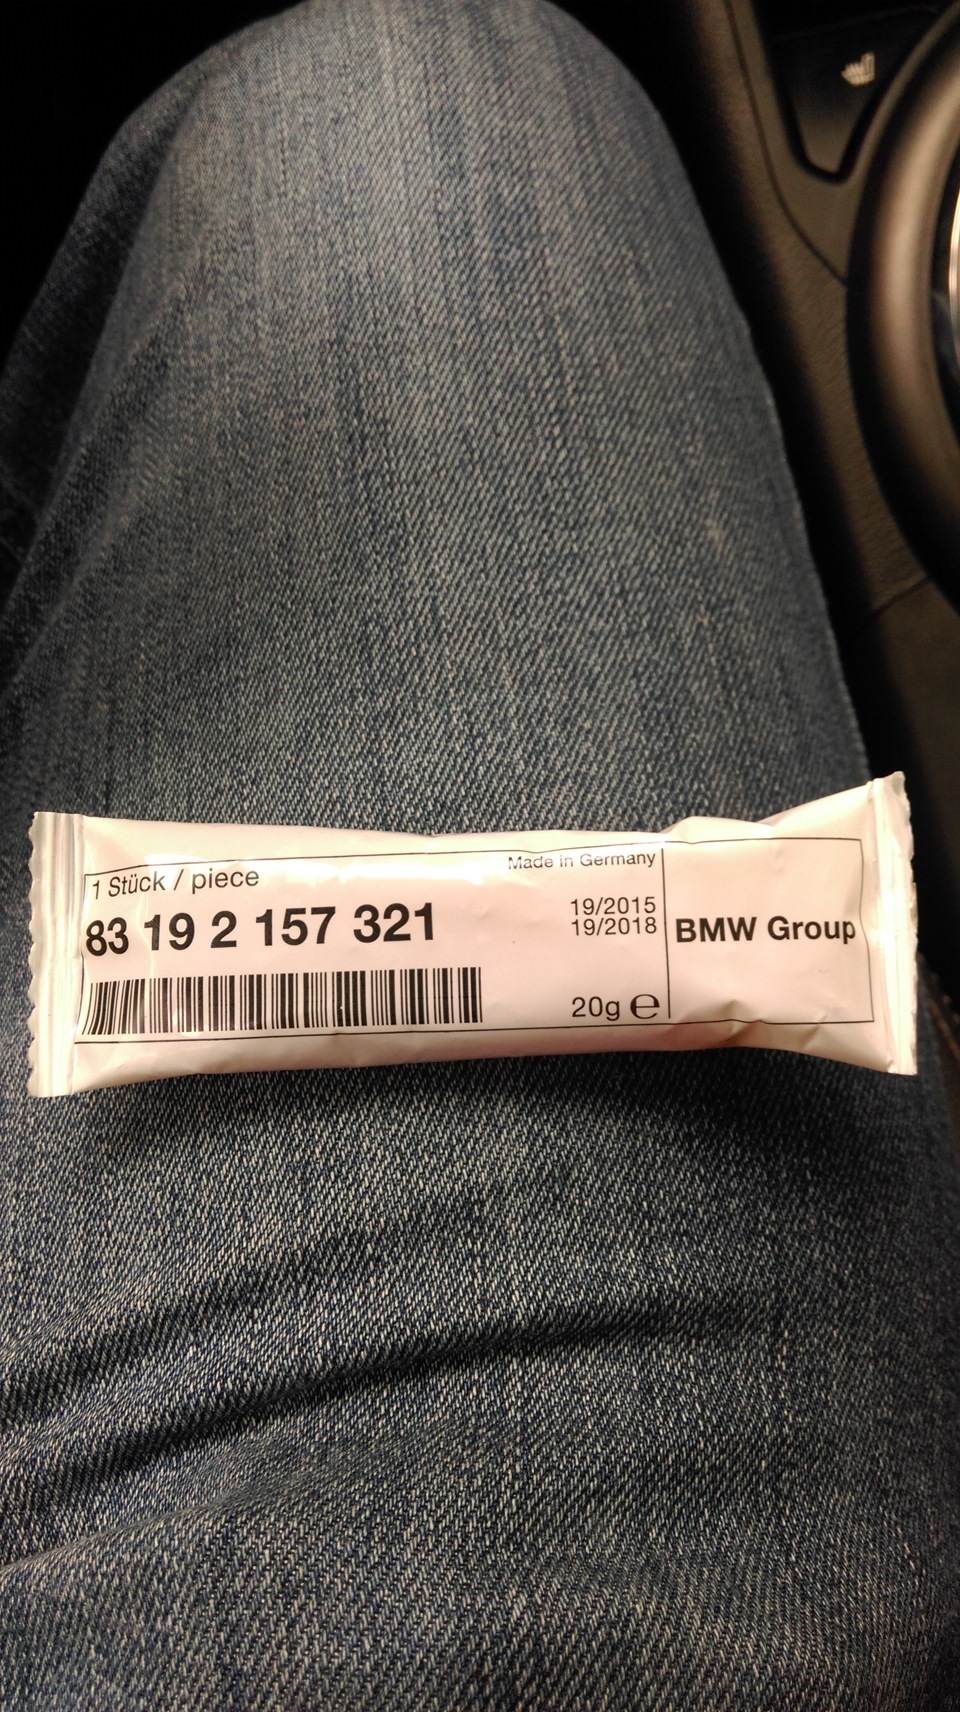 1 Stück / piece
Made in Germany
83 19 2 157 321
19/2015
19/2018
BMW Group
20g ℮